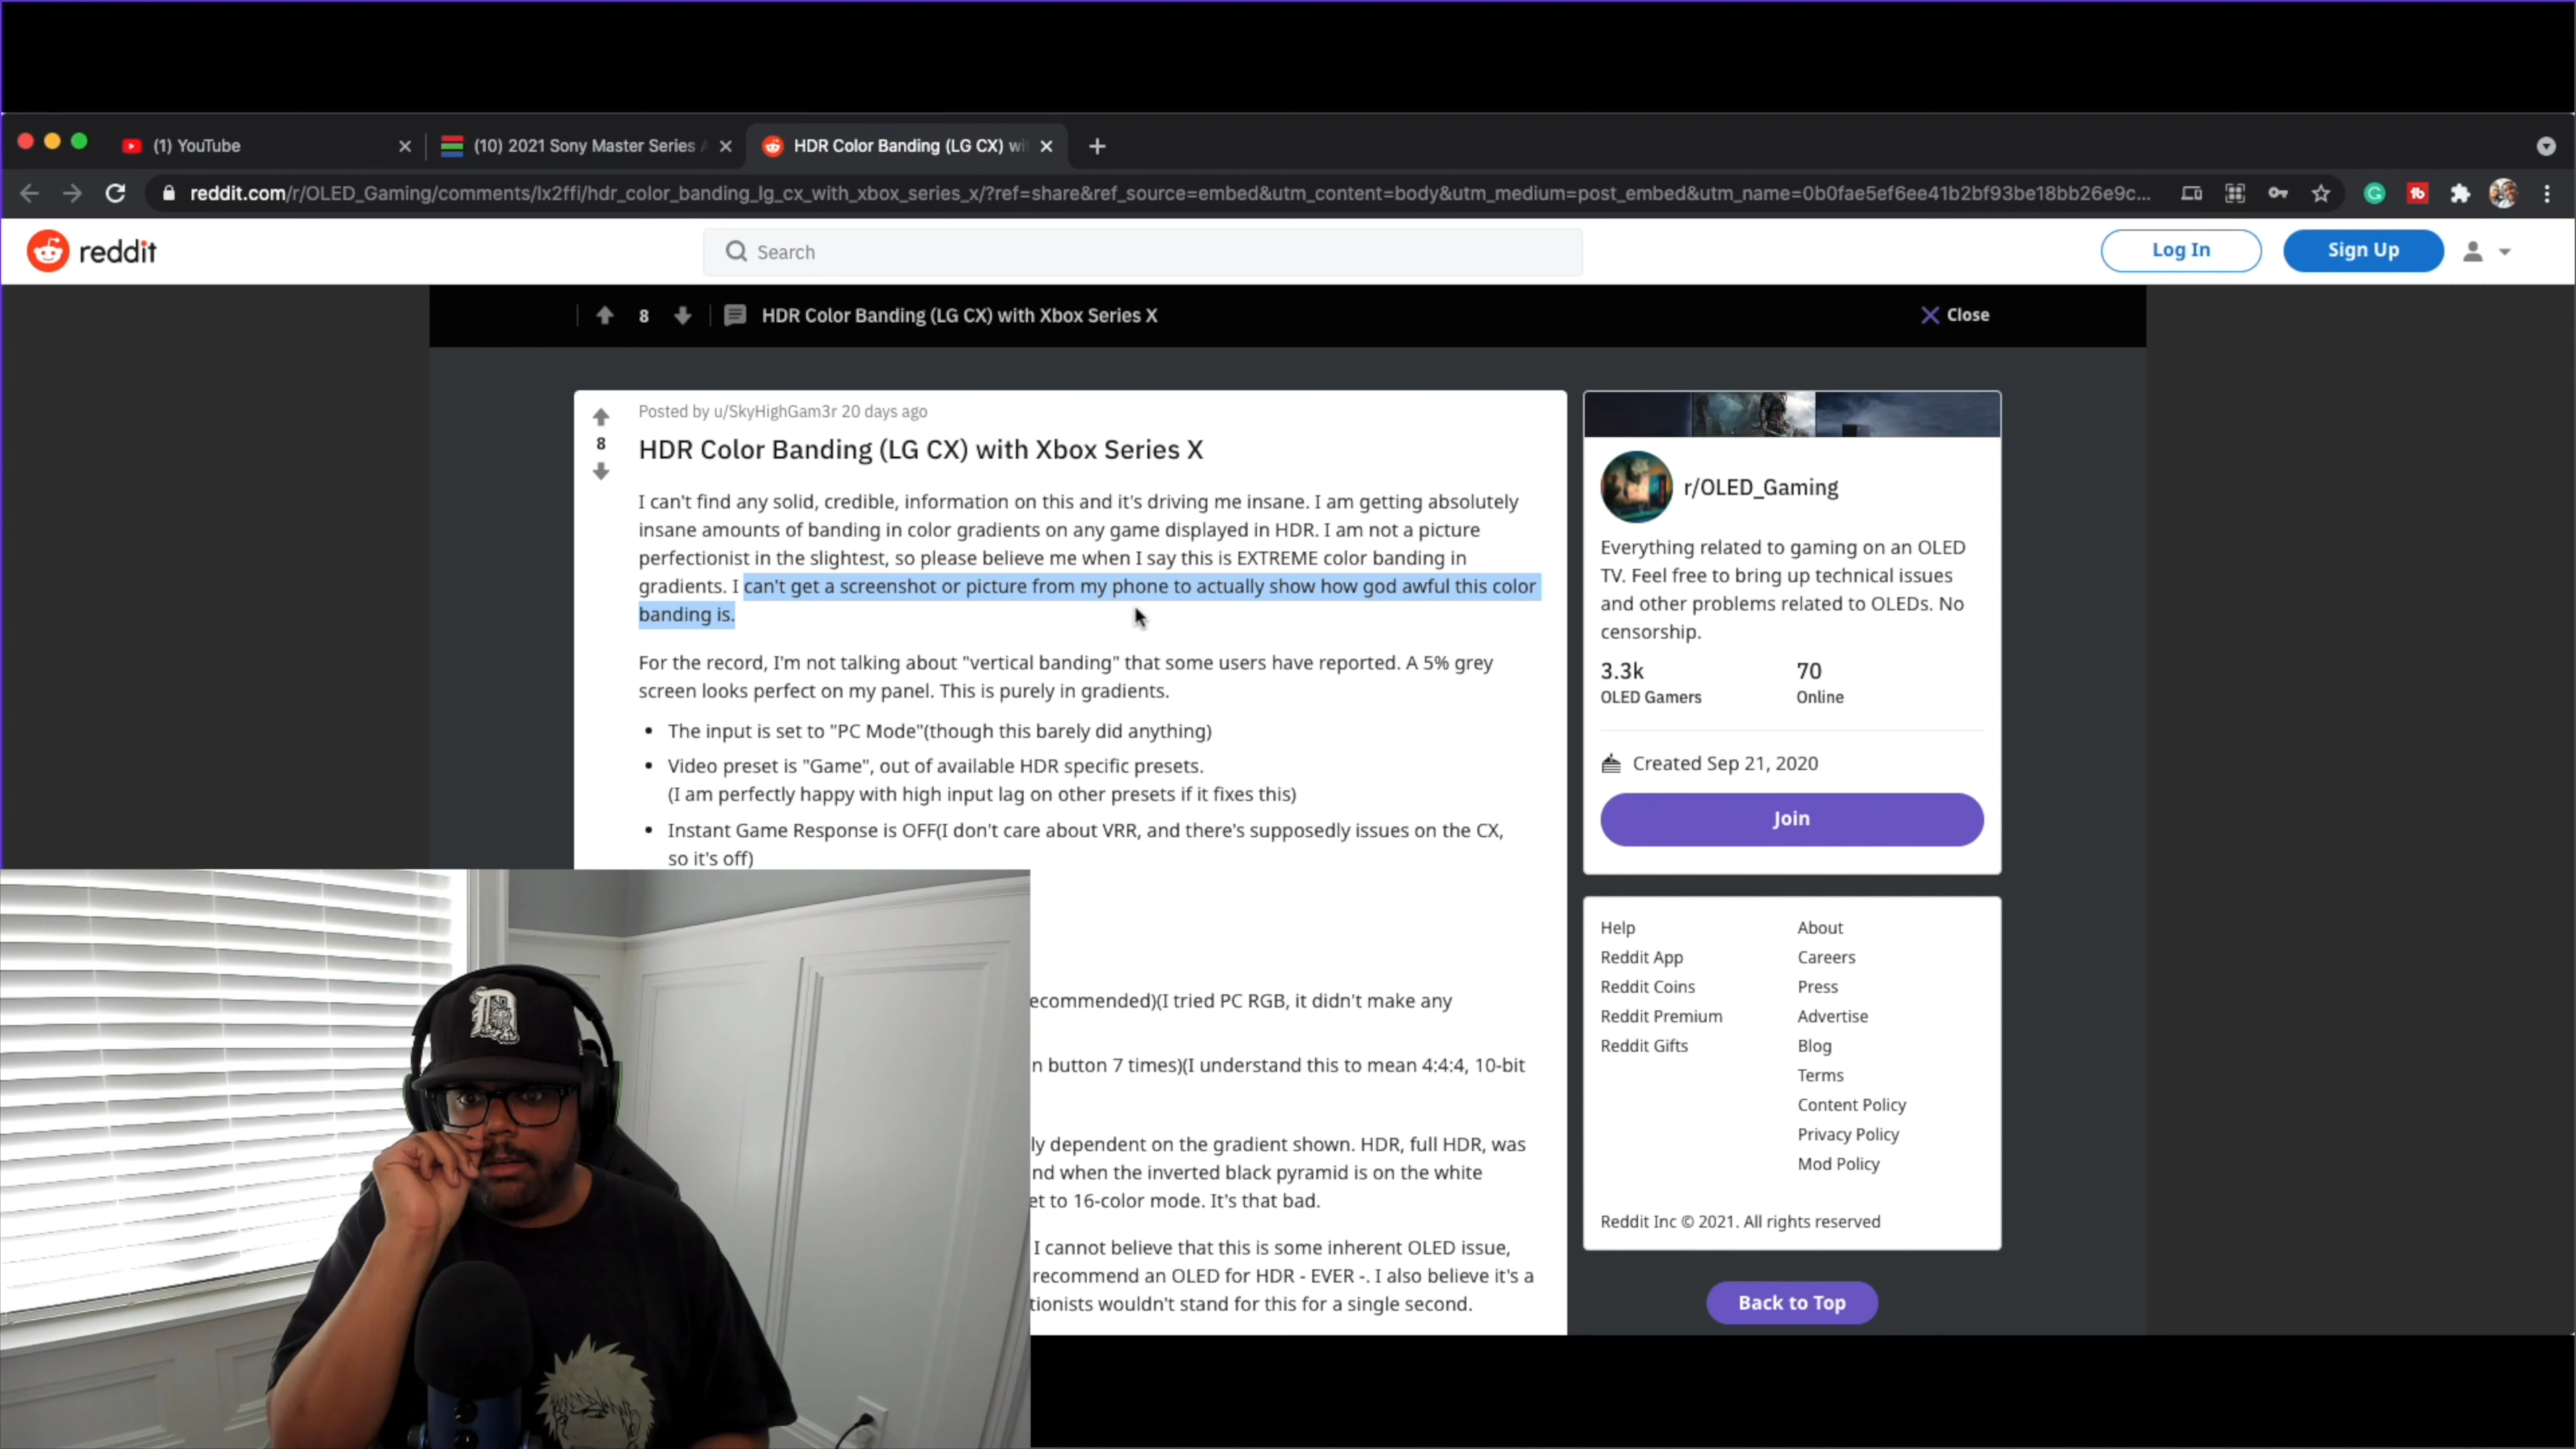 (1) YouTube
(10) 2021 Sony Master Series
HDR Color Banding (LG CX) wi
reddit.com/r/OLED_Gaming/comments/lx2ffi/hdr_color_banding_lg_cx_with_xbox_series_x/?ref=share&ref_source=embed&utm_content=body&utm_medium=post_embed&utm_name=0b0fae5ef6ee41b2bf93be18bb26e9c...
reddit
Search
Log In
Sign Up
8
HDR Color Banding (LG CX) with Xbox Series X
Close
Posted by u/SkyHighGam3r 20 days ago
8
HDR Color Banding (LG CX) with Xbox Series X
I can't find any solid, credible, information on this and it's driving me insane. I am getting absolutely
insane amounts of banding in color gradients on any game displayed in HDR. I am not a picture
perfectionist in the slightest, so please believe me when I say this is EXTREME color banding in
gradients. I can't get a screenshot or picture from my phone to actually show how god awful this color
banding is.
For the record, I'm not talking about "vertical banding" that some users have reported. A 5% grey
screen looks perfect on my panel. This is purely in gradients.
• The input is set to "PC Mode"(though this barely did anything)
• Video preset is "Game", out of available HDR specific presets.
(I am perfectly happy with high input lag on other presets if it fixes this)
• Instant Game Response is OFF(I don't care about VRR, and there's supposedly issues on the CX,
so it's off)
ecommended)(I tried PC RGB, it didn't make any
n button 7 times)(I understand this to mean 4:4:4, 10-bit
ly dependent on the gradient shown. HDR, full HDR, was
nd when the inverted black pyramid is on the white
et to 16-color mode. It's that bad.
I cannot believe that this is some inherent OLED issue,
recommend an OLED for HDR - EVER -. I also believe it's a
tionists wouldn't stand for this for a single second.
r/OLED_Gaming
Everything related to gaming on an OLED
TV. Feel free to bring up technical issues
and other problems related to OLEDs. No
censorship.
3.3k
70
OLED Gamers
Online
Created Sep 21, 2020
Join
Help
About
Reddit App
Careers
Reddit Coins
Press
Reddit Premium
Advertise
Reddit Gifts
Blog
Terms
Content Policy
Privacy Policy
Mod Policy
Reddit Inc © 2021. All rights reserved
Back to Top